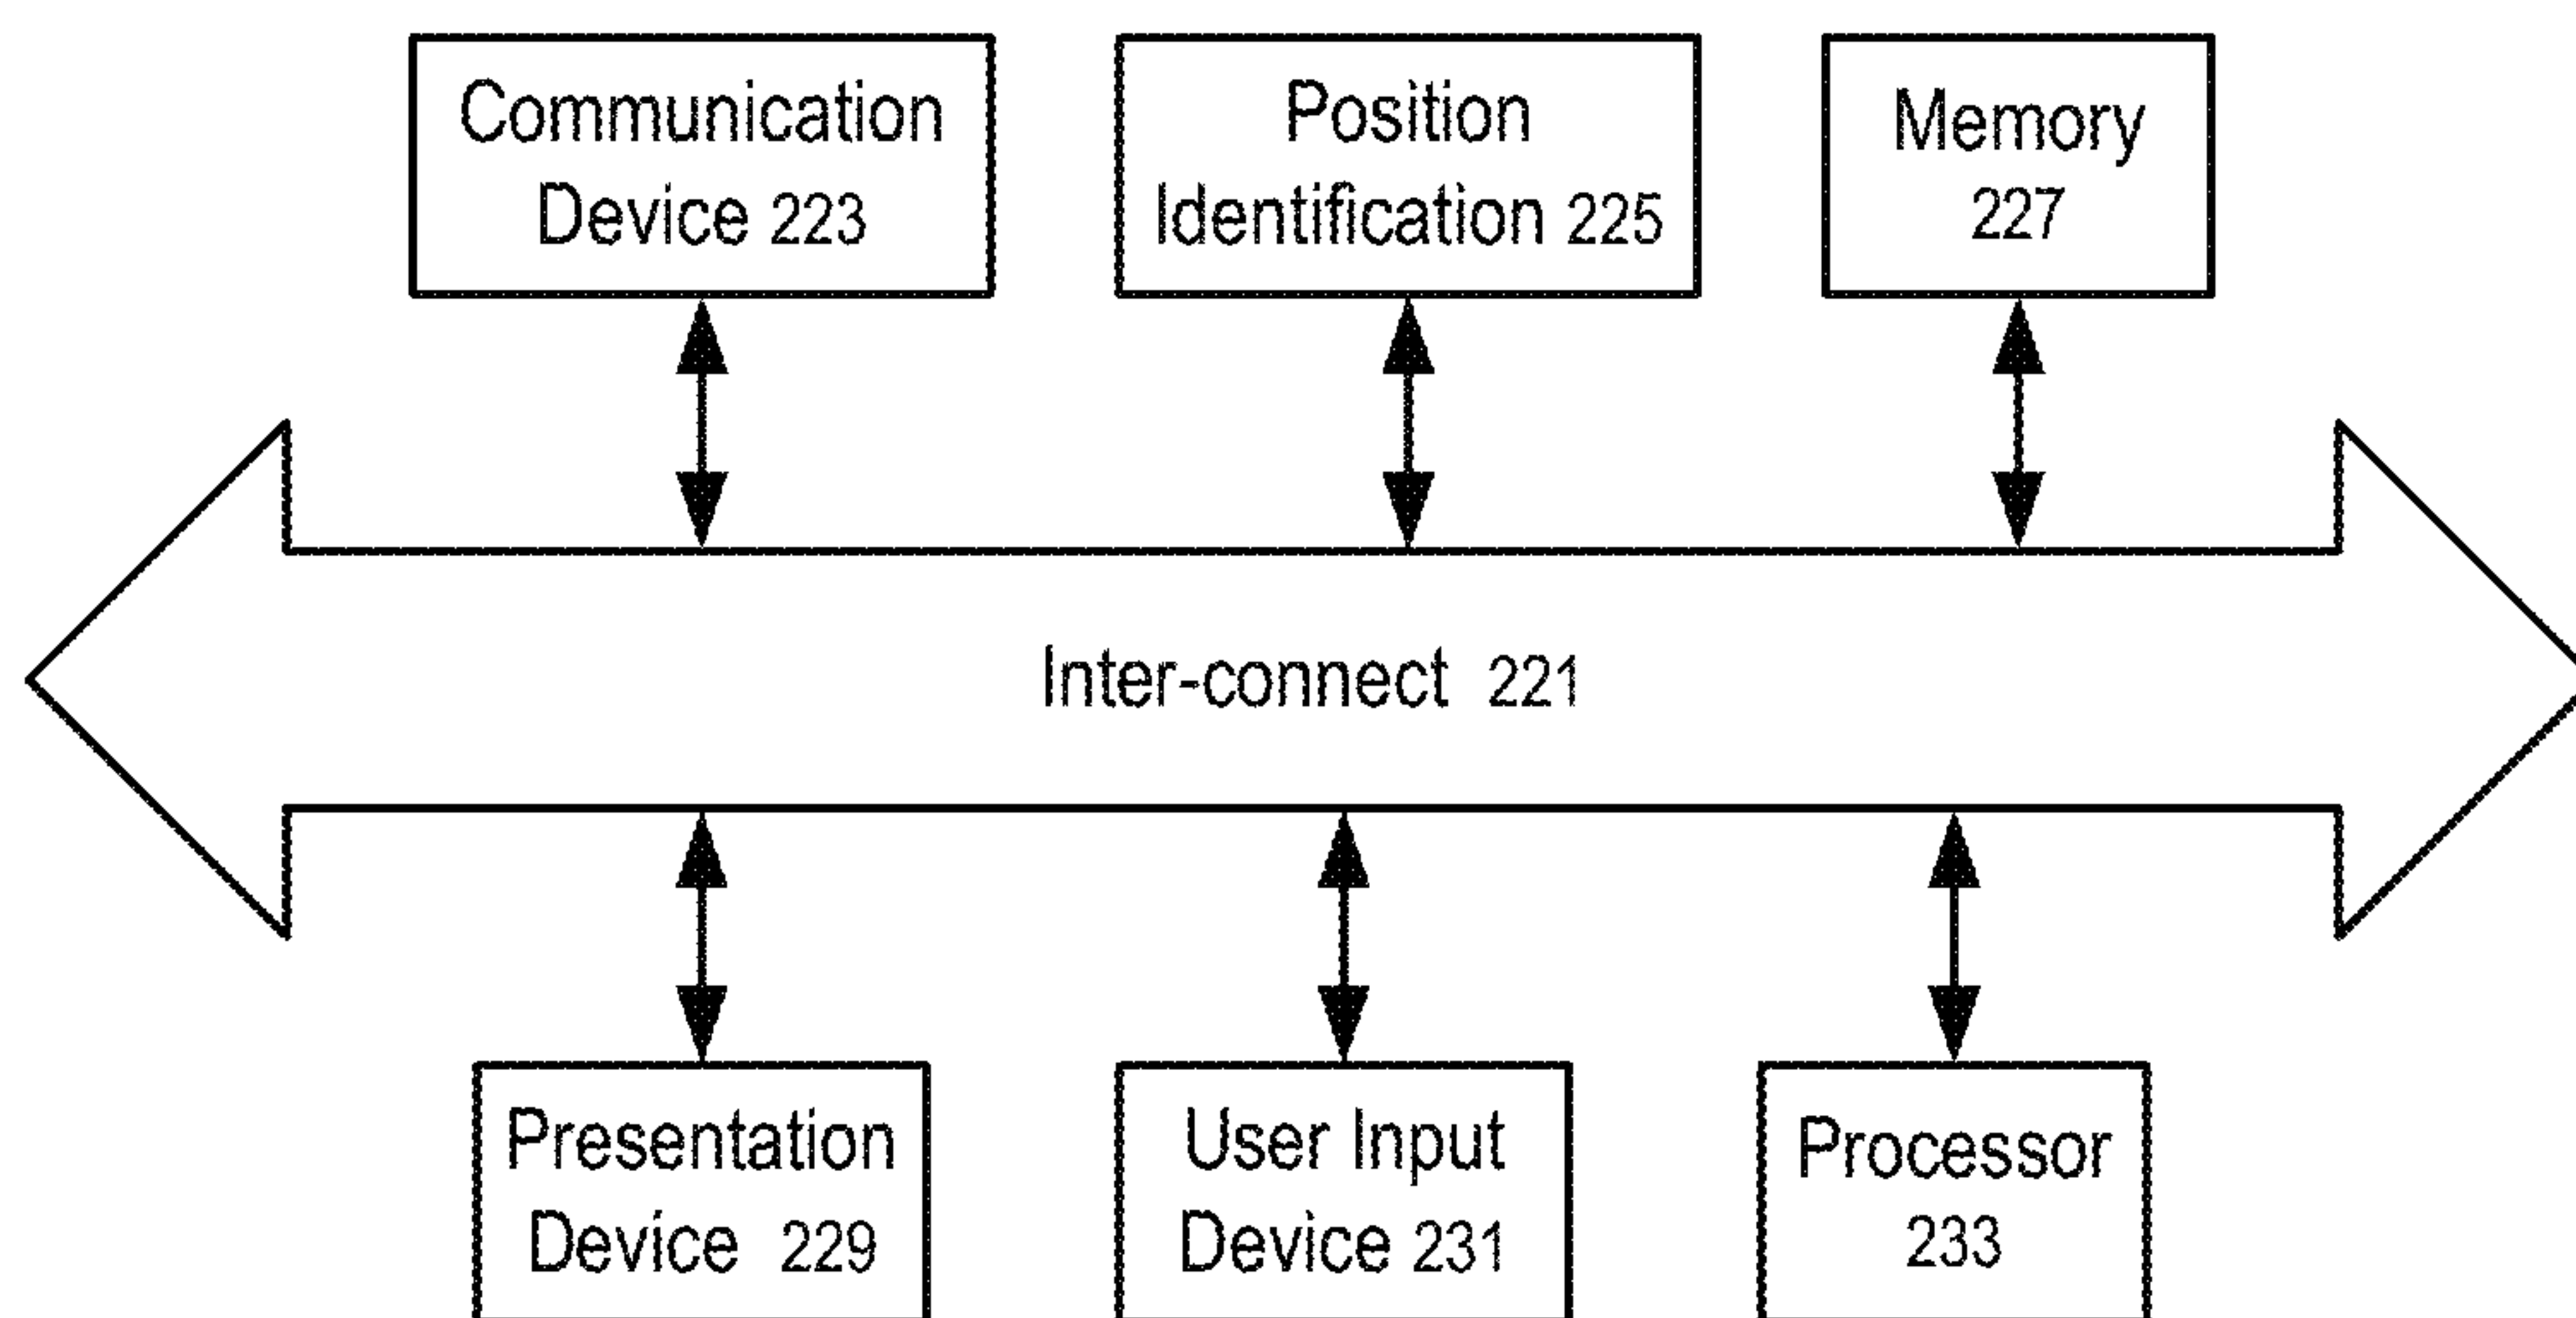 Communication
Device 223
Position
Identification 225
Memory
227
Inter-connect 221
Presentation
Device 229
User Input
Device 231
Processor
233